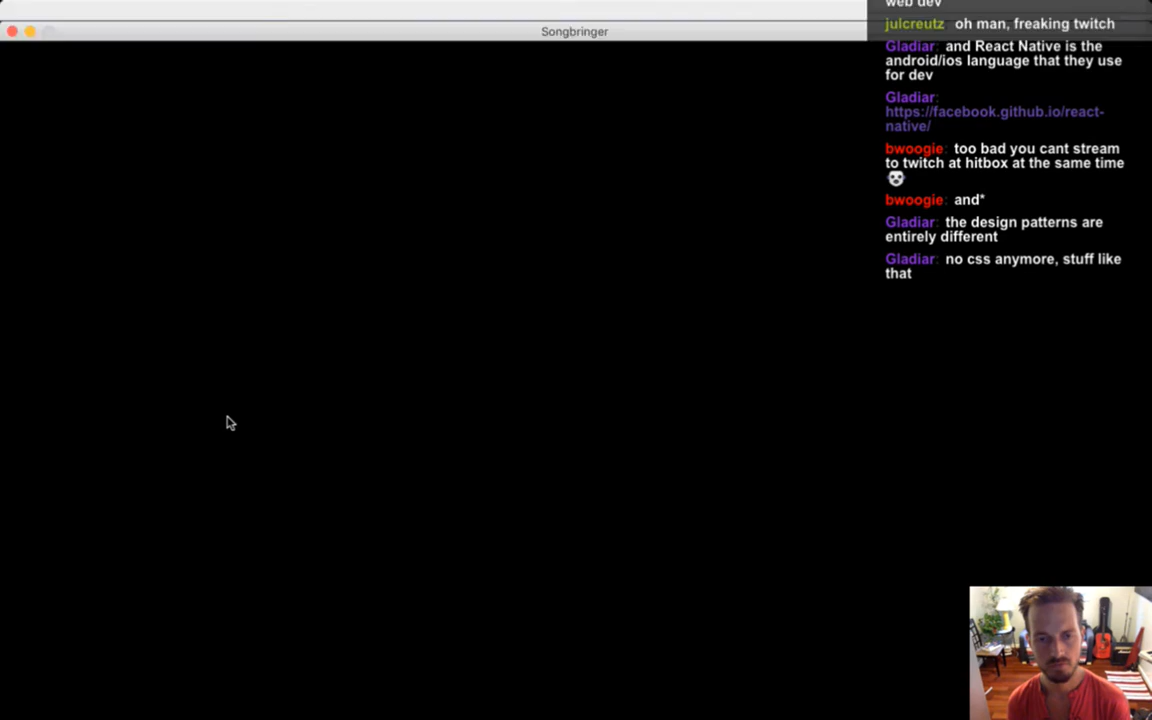 web dev
Songbringer
julcreutz: oh man, freaking twitch
Gladiar: and React Native is the
android/ios language that they use
for dev
Gladiar:
https://facebook.github.io/react-
native/
bwoogie: too bad you cant stream
to twitch at hitbox at the same time
bwoogie: and*
Gladiar: the design patterns are
entirely different
Gladiar: no css anymore, stuff like
that